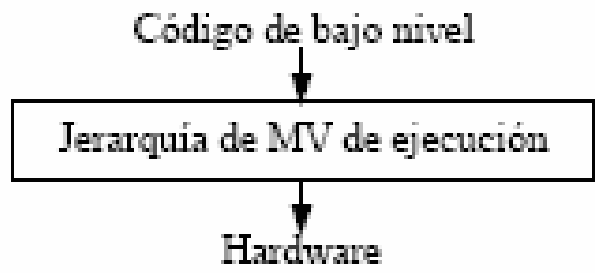 Código de bajo nivel
Jerarquía de MV de ejecución
Hardware